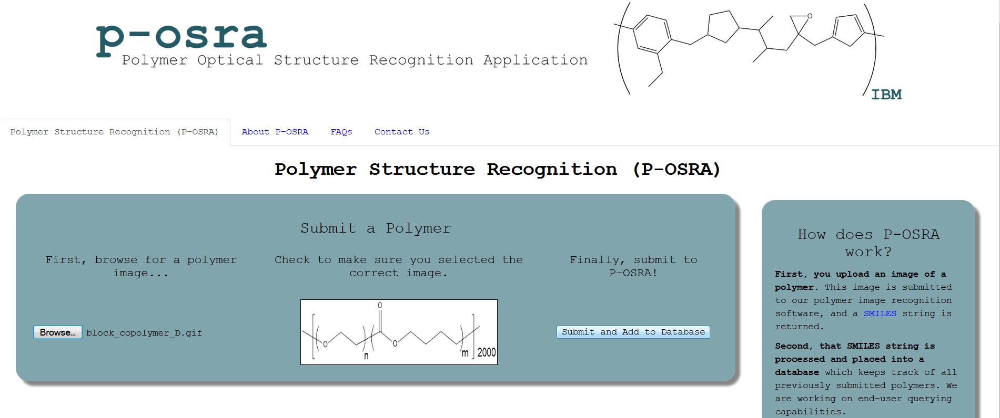 p-osra
Polymer Optical Structure Recognition Application
O
IBM
Polymer Structure Recognition (P-OSRA)
About P-OSRA
FAQs
Contact Us
Polymer Structure Recognition (P-OSRA)
Submit a Polymer
First, browse for a polymer
image...
Browse...
block_copolymer_D.gif
Check to make sure you selected the
correct image.
O
O
O
n
m
2000
Finally, submit to
P-OSRA!
Submit and Add to Database
How does P-OSRA
work?
First, you upload an image of a
polymer. This image is submitted
to our polymer image recognition
software, and a SMILES string is
returned.
Second, that SMILES string is
processed and placed into a
database which keeps track of all
previously submitted polymers. We
are working on end-user querying
capabilities.